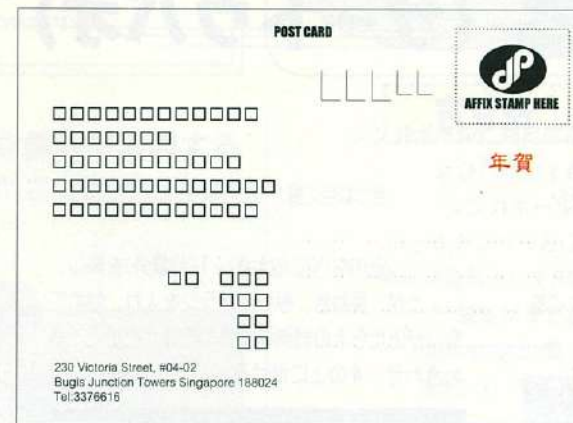 POST CARD
dp
AFFIX STAMP HERE
年賀
230 Victoria Street, #04-02
Bugis Junction Towers Singapore 188024
Tel:3376616